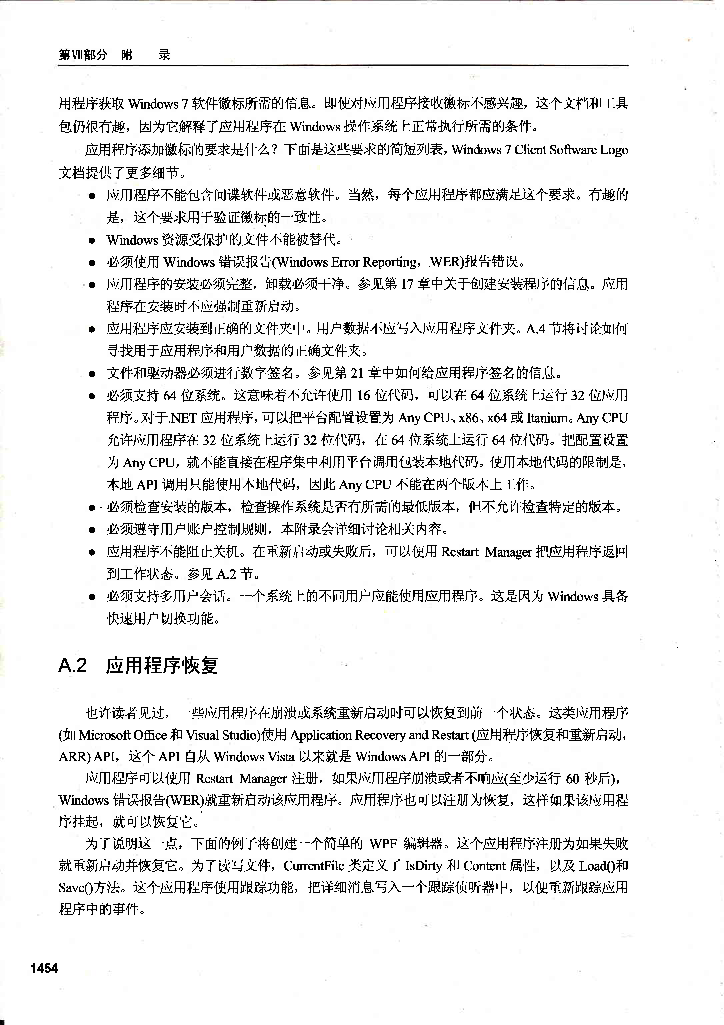 第Ⅶ部分 附 录
用程序获取 Windows 7 软件徽标所需的信息。即使对应用程序接收徽标不感兴趣，这个文档和工具
包仍很有趣，因为它解释了应用程序在 Windows 操作系统上正常执行所需的条件。
应用程序添加徽标的要求是什么？下面是这些要求的简短列表，Windows 7 Client Software Logo
文档提供了更多细节。
● 应用程序不能包含间谍软件或恶意软件。当然，每个应用程序都应满足这个要求。有趣的
是，这个要求用于验证徽标的一致性。
● Windows 资源受保护的文件不能被替代。
● 必须使用 Windows 错误报告(Windows Error Reporting，WER)报告错误。
● 应用程序的安装必须完整，卸载必须干净。参见第 17 章中关于创建安装程序的信息。应用
程序在安装时不应强制重新启动。
● 应用程序应安装到正确的文件夹中。用户数据不应写入应用程序文件夹。A.4 节将讨论如何
寻找用于应用程序和用户数据的正确文件夹。
● 文件和驱动器必须进行数字签名。参见第 21 章中如何给应用程序签名的信息。
● 必须支持 64 位系统。这意味着不允许使用 16 位代码，可以在 64 位系统上运行 32 位应用
程序。对于.NET 应用程序，可以把平台配置设置为 Any CPU、x86、x64 或 Itanium。Any CPU
允许应用程序在 32 位系统上运行 32 位代码，在 64 位系统上运行 64 位代码。把配置设置
为 Any CPU，就不能直接在程序集中利用平台调用包装本地代码。使用本地代码的限制是，
本地 API 调用只能使用本地代码，因此 Any CPU 不能在两个版本上工作。
● 必须检查安装的版本，检查操作系统是否有所需的最低版本，但不允许检查特定的版本。
● 必须遵守用户账户控制规则，本附录会详细讨论相关内容。
● 应用程序不能阻止关机。在重新启动或失败后，可以使用 Restart Manager 把应用程序返回
到工作状态。参见 A.2 节。
● 必须支持多用户会话。一个系统上的不同用户应能使用应用程序。这是因为 Windows 具备
快速用户切换功能。
A.2 应用程序恢复
也许读者见过，一些应用程序在崩溃或系统重新启动时可以恢复到前一个状态。这类应用程序
(如 Microsoft Office 和 Visual Studio)使用 Application Recovery and Restart (应用程序恢复和重新启动，
ARR) API，这个 API 自从 Windows Vista 以来就是 Windows API 的一部分。
应用程序可以使用 Restart Manager 注册，如果应用程序崩溃或者不响应(至少运行 60 秒后)，
Windows 错误报告(WER)就重新启动该应用程序。应用程序也可以注册为恢复，这样如果该应用程
序挂起，就可以恢复它。
为了说明这一点，下面的例子将创建一个简单的 WPF 编辑器。这个应用程序注册为如果失败
就重新启动并恢复它。为了读写文件，CurrentFile 类定义了 IsDirty 和 Content 属性，以及 Load()和
Save()方法。这个应用程序使用跟踪功能，把详细消息写入一个跟踪侦听器中，以便重新跟踪应用
程序中的事件。
1454